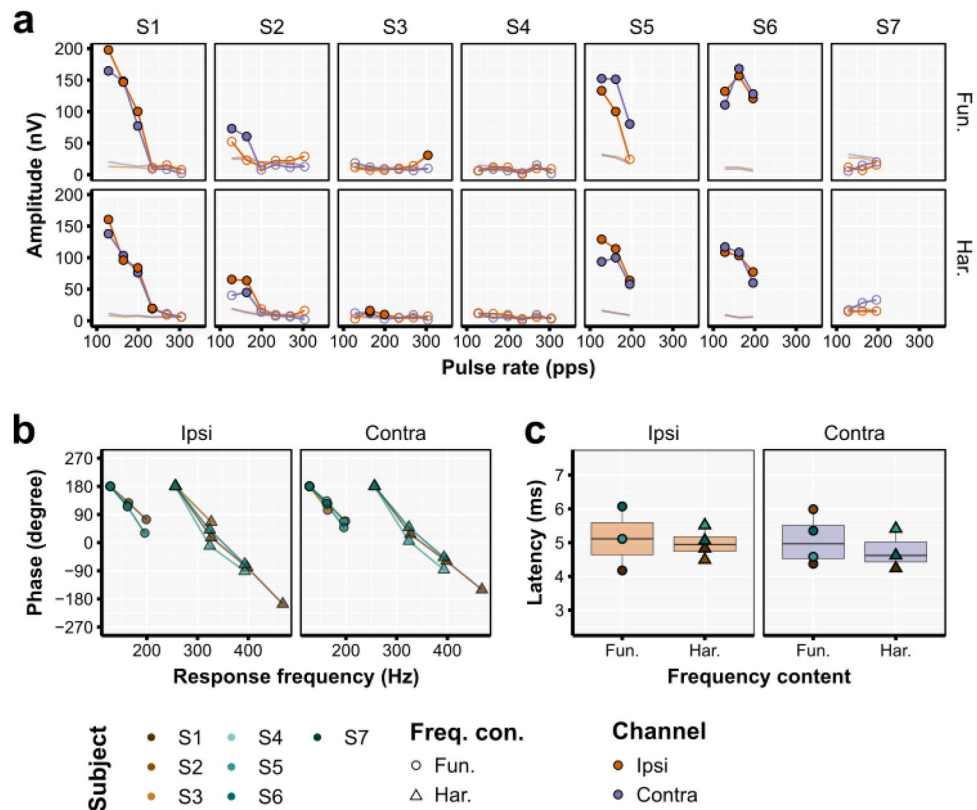 a
S1 S2 S3 S4 S5 S6 S7
200
150
100
50
0
Fun.
200
150
100
50
0
Har.
Amplitude (nV)
100 200 300 100 200 300 100 200 300 100 200 300 100 200 300 100 200 300 100 200 300
Pulse rate (pps)
b
Ipsi Contra
270
180
90
0
−90
−180
−270
Phase (degree)
200 300 400 200 300 400
Response frequency (Hz)
c
Ipsi Contra
7
6
5
4
3
Latency (ms)
Fun. Har. Fun. Har.
Frequency content
Subject
S1 S4 S7
S2 S5
S3 S6
Freq. con.
Fun.
Har.
Channel
Ipsi
Contra